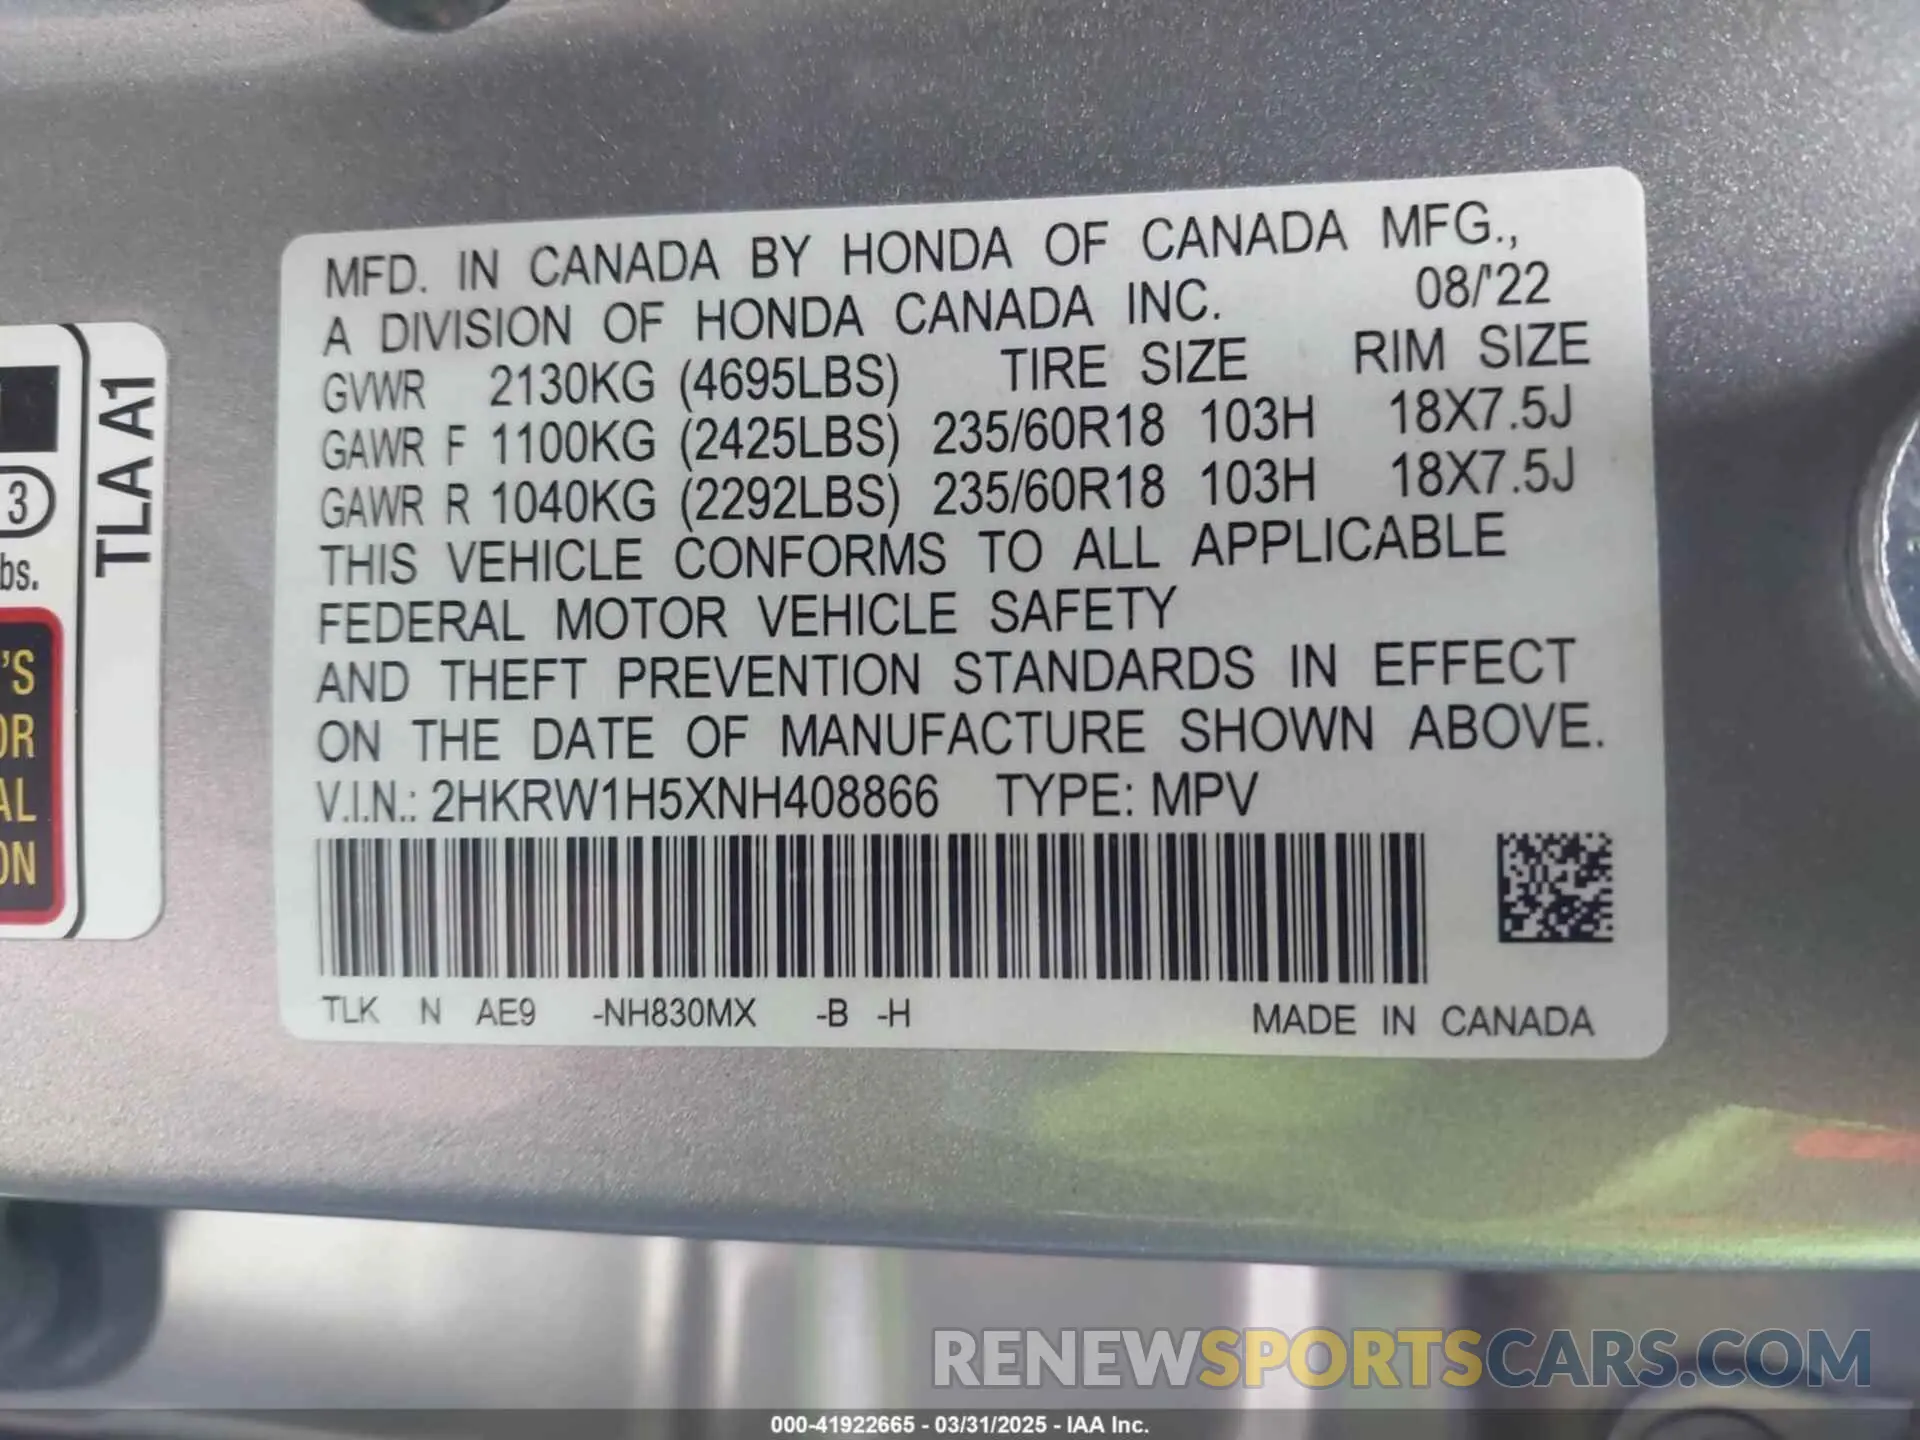 MFD. IN CANADA BY HONDA OF CANADA MFG.,
A DIVISION OF HONDA CANADA INC. 08/'22
GVWR 2130KG (4695LBS) TIRE SIZE RIM SIZE
GAWR F 1100KG (2425LBS) 235/60R18 103H 18X7.5J
GAWR R 1040KG (2292LBS) 235/60R18 103H 18X7.5J
THIS VEHICLE CONFORMS TO ALL APPLICABLE
FEDERAL MOTOR VEHICLE SAFETY
AND THEFT PREVENTION STANDARDS IN EFFECT
ON THE DATE OF MANUFACTURE SHOWN ABOVE.
V.I.N.: 2HKRW1H5XNH408866 TYPE: MPV
TLK N AE9 -NH830MX -B -H MADE IN CANADA
TLA A1
3
bs.
'S
OR
AL
ON
RENEWSPORTSCARS.COM
000-41922665 - 03/31/2025 - IAA Inc.